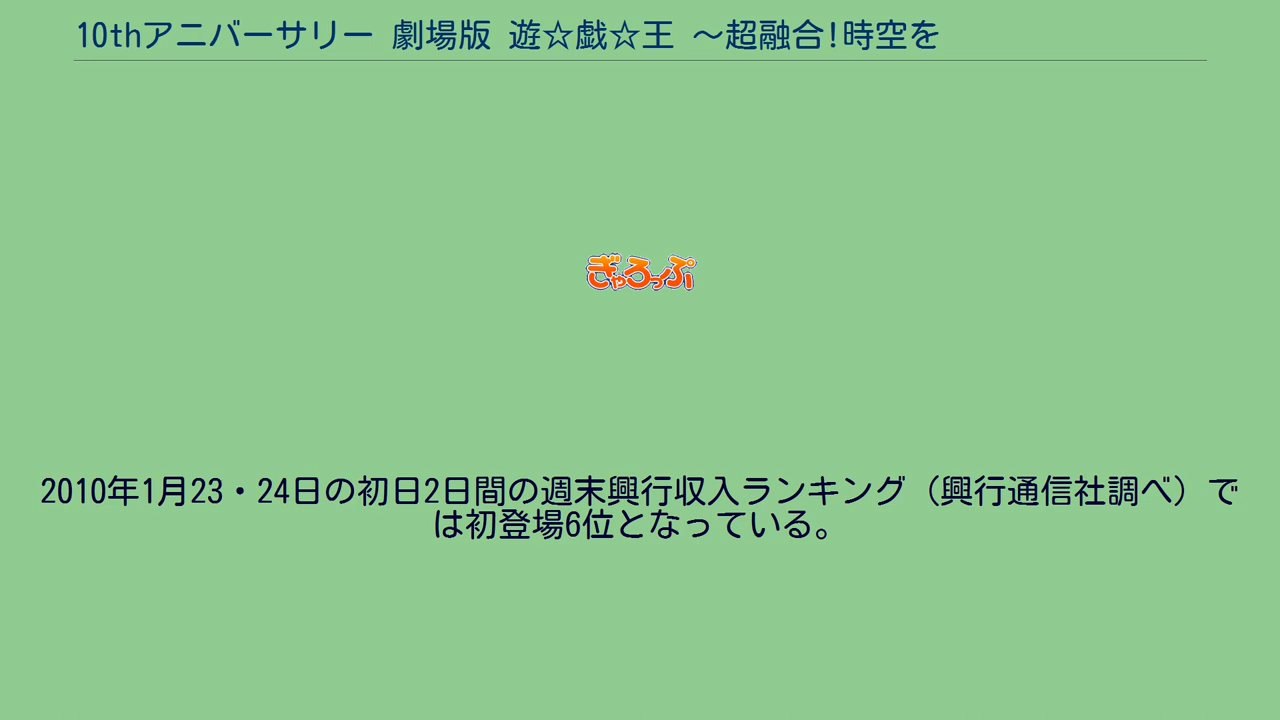 10thアニバーサリー 劇場版 遊☆戯☆王 ～超融合!時空を
ぎゃろっぷ
2010年1月23・24日の初日2日間の週末興行収入ランキング（興行通信社調べ）で
は初登場6位となっている。